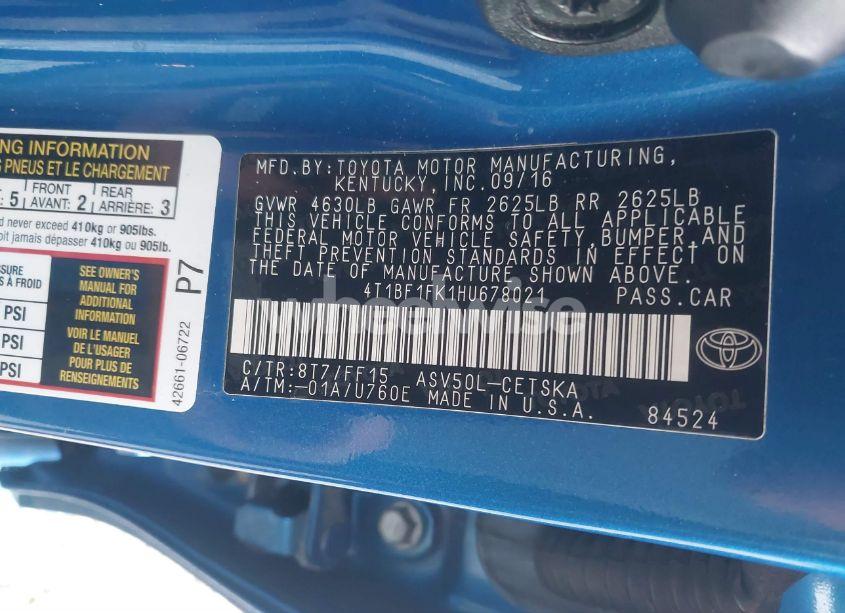 ING INFORMATION
S PNEUS ET LE CHARGEMENT
5 FRONT AVANT: 2 REAR ARRIÈRE: 3
d never exceed 410kg or 905lbs.
oit jamais dépasser 410kg ou 905lb.
SURE
PSI
PSI
PSI
SEE OWNER'S
MANUAL FOR
ADDITIONAL
INFORMATION
VOIR LE MANUEL
DE L'USAGER
POUR PLUS DE
RENSEIGNEMENTS
P7
42661-06722
MFD.BY:TOYOTA MOTOR MANUFACTURING,
KENTUCKY,INC.09/16
GVWR 4630LB GAWR FR 2625LB RR 2625LB
THIS VEHICLE CONFORMS TO ALL APPLICABLE
FEDERAL MOTOR VEHICLE SAFETY,BUMPER,AND
THEFT PREVENTION STANDARDS IN EFFECT ON
THE DATE OF MANUFACTURE SHOWN ABOVE.
4T1BF1FK1HU678021 PASS.CAR
wheelwise
C/TR:8T7/FF15 ASV50L-CETSKA
A/TM:-01A/U760E MADE IN U.S.A.
84524